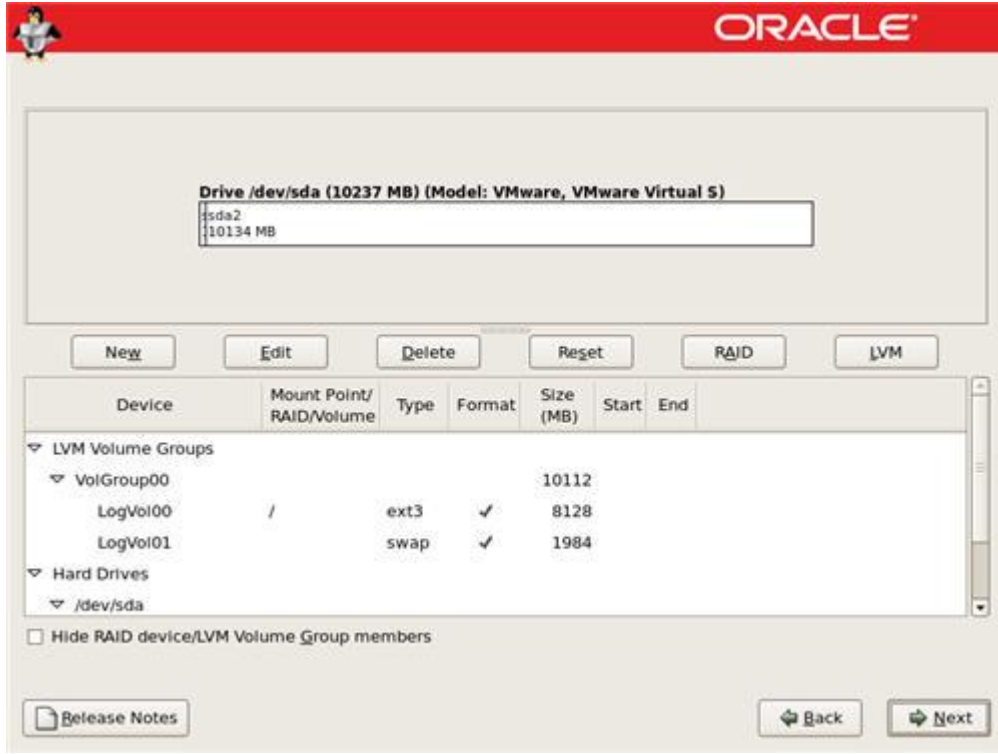 ORACLE
Drive /dev/sda (10237 MB) (Model: VMware, VMware Virtual S)
sda2
10134 MB
New Edit Delete Reset RAID LVM
Device Mount Point/ RAID/Volume Type Format Size (MB) Start End
LVM Volume Groups
VolGroup00 10112
LogVol00 / ext3 ✓ 8128
LogVol01 swap ✓ 1984
Hard Drives
/dev/sda
Hide RAID device/LVM Volume Group members
Release Notes Back Next